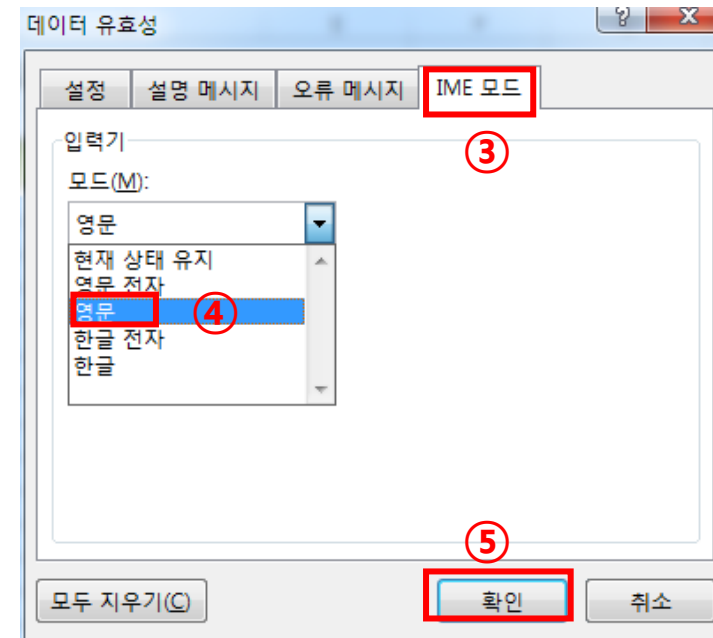 데이터 유효성
? X
설정 설명 메시지 오류 메시지 IME 모드
③
입력기
모드(M):
영문
현재 상태 유지
영문 전자
영문 ④
한글 전자
한글
⑤
모두 지우기(C) 확인 취소